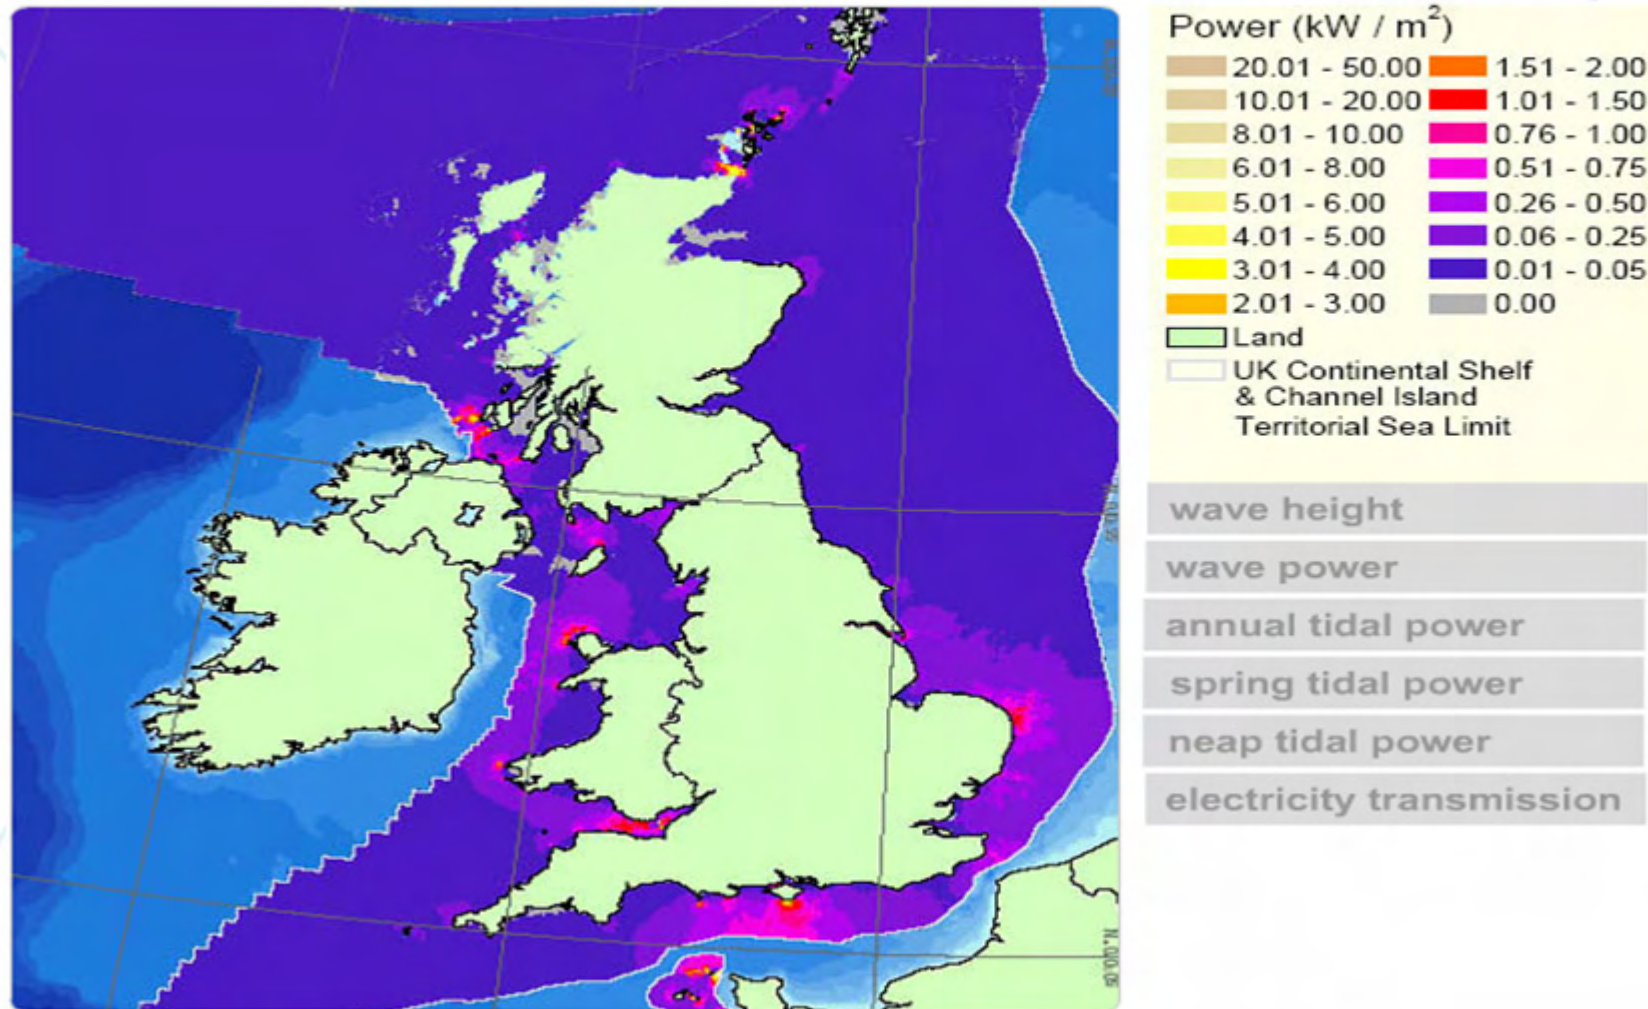 Power (kW / m²)
20.01 - 50.00 1.51 - 2.00
10.01 - 20.00 1.01 - 1.50
8.01 - 10.00 0.76 - 1.00
6.01 - 8.00 0.51 - 0.75
5.01 - 6.00 0.26 - 0.50
4.01 - 5.00 0.06 - 0.25
3.01 - 4.00 0.01 - 0.05
2.01 - 3.00 0.00
Land
UK Continental Shelf
& Channel Island
Territorial Sea Limit
wave height
wave power
annual tidal power
spring tidal power
neap tidal power
electricity transmission